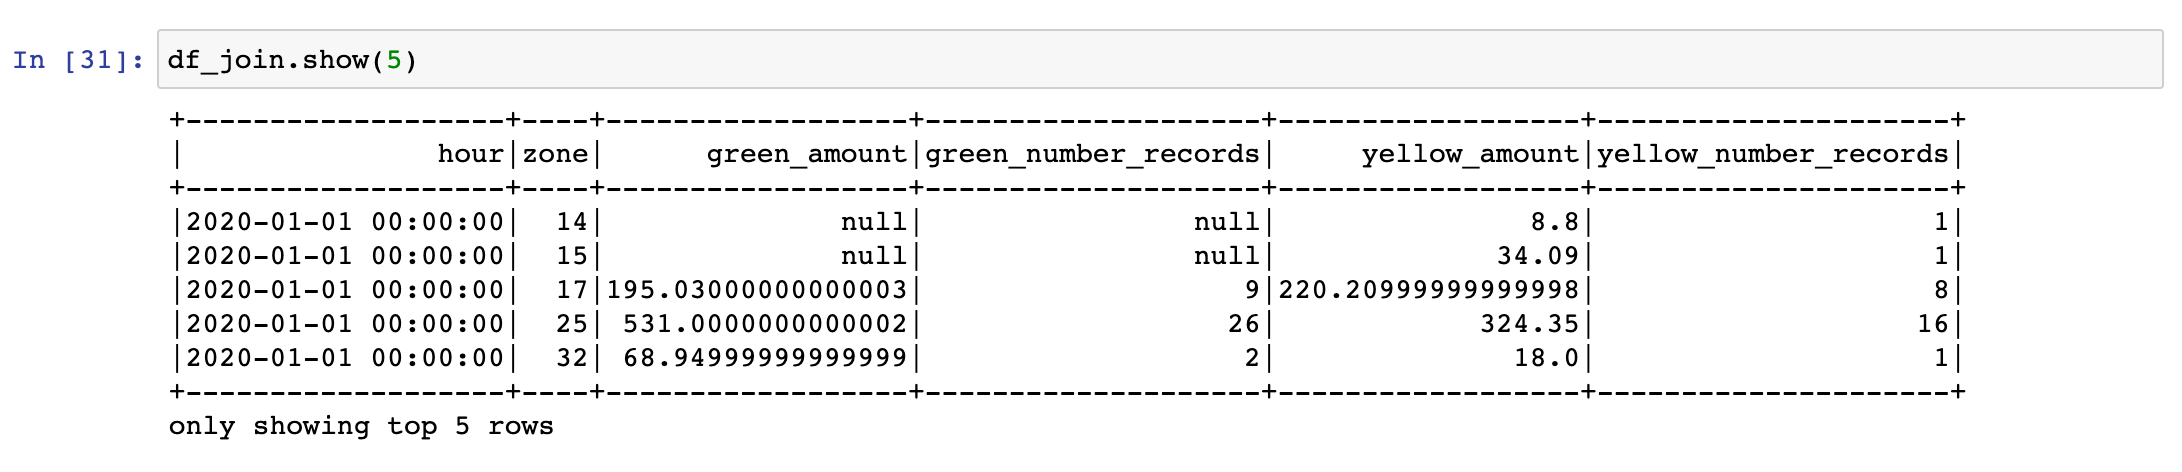 In [31]: df_join.show(5)
+-------------------+----+------------------+--------------------+------------------+---------------------+
|               hour|zone|      green_amount|green_number_records|     yellow_amount|yellow_number_records|
+-------------------+----+------------------+--------------------+------------------+---------------------+
|2020-01-01 00:00:00|  14|              null|                null|               8.8|                    1|
|2020-01-01 00:00:00|  15|              null|                null|             34.09|                    1|
|2020-01-01 00:00:00|  17|195.03000000000003|                   9|220.20999999999998|                    8|
|2020-01-01 00:00:00|  25| 531.0000000000002|                  26|            324.35|                   16|
|2020-01-01 00:00:00|  32| 68.94999999999999|                   2|              18.0|                    1|
+-------------------+----+------------------+--------------------+------------------+---------------------+
only showing top 5 rows